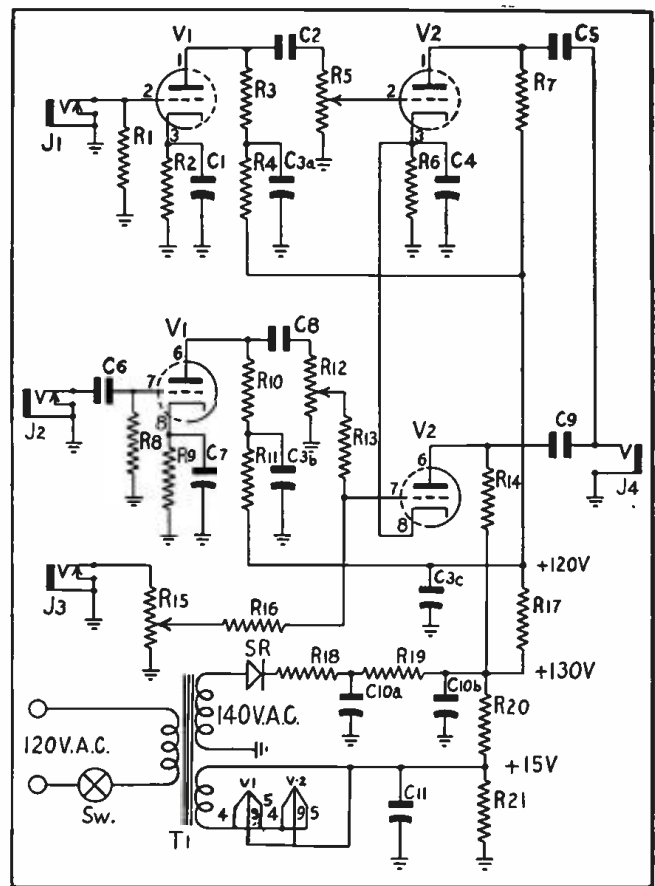 V1
C2
V2
C5
1
1
R3
R5
R7
J1
V
2
2
R1
3
3
R2
C1
R4
C3a
R6
C4
V1
C8
6
R12
C6
7
R10
J2
V
8
R13
V2
C9
R8
R9
C7
R11
C3b
6
7
R14
V
J4
8
J3
V
C3c
+120V
R15
R16
R17
SR
R18
R19
+130V
C10a
C10b
R20
140V.A.C.
120V.A.C.
+15V
V1
V.2
5
4
9
4
9
5
C11
R21
Sw.
T1